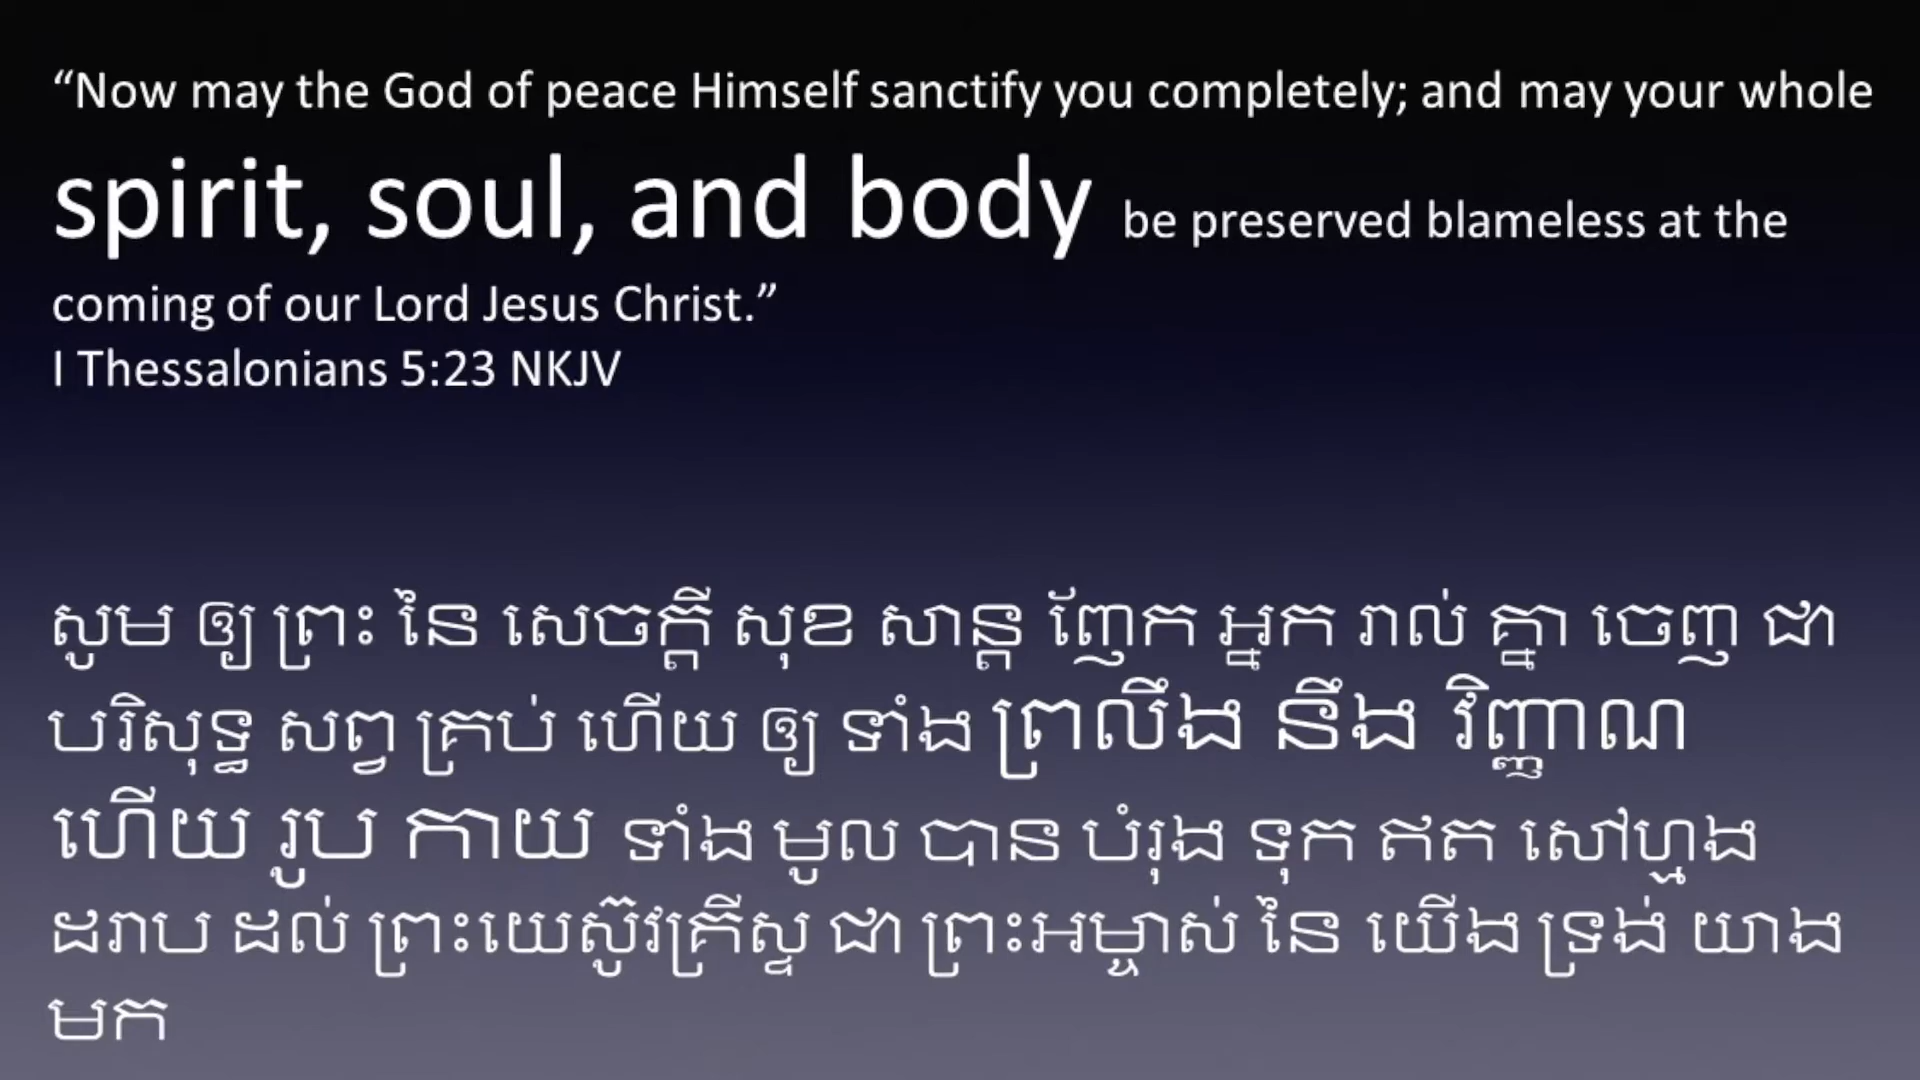 “Now may the God of peace Himself sanctify you completely; and may your whole
spirit, soul, and body be preserved blameless at the
coming of our Lord Jesus Christ.”
I Thessalonians 5:23 NKJV
សូម ឲ្យ ព្រះ នៃ សេចក្តី សុខ សាន្ត ញែក អ្នក រាល់ គ្នា ចេញ ជា
បរិសុទ្ធ សព្វ គ្រប់ ហើយ ឲ្យ ទាំង ព្រលឹង នឹង វិញ្ញាណ
ហើយ រូប កាយ ទាំង មូល បាន បំរុង ទុក ឥត សៅហ្មង
ដរាប ដល់ ព្រះយេស៊ូវគ្រីស្ទ ជា ព្រះអម្ចាស់ នៃ យើង ទ្រង់ យាង
មក